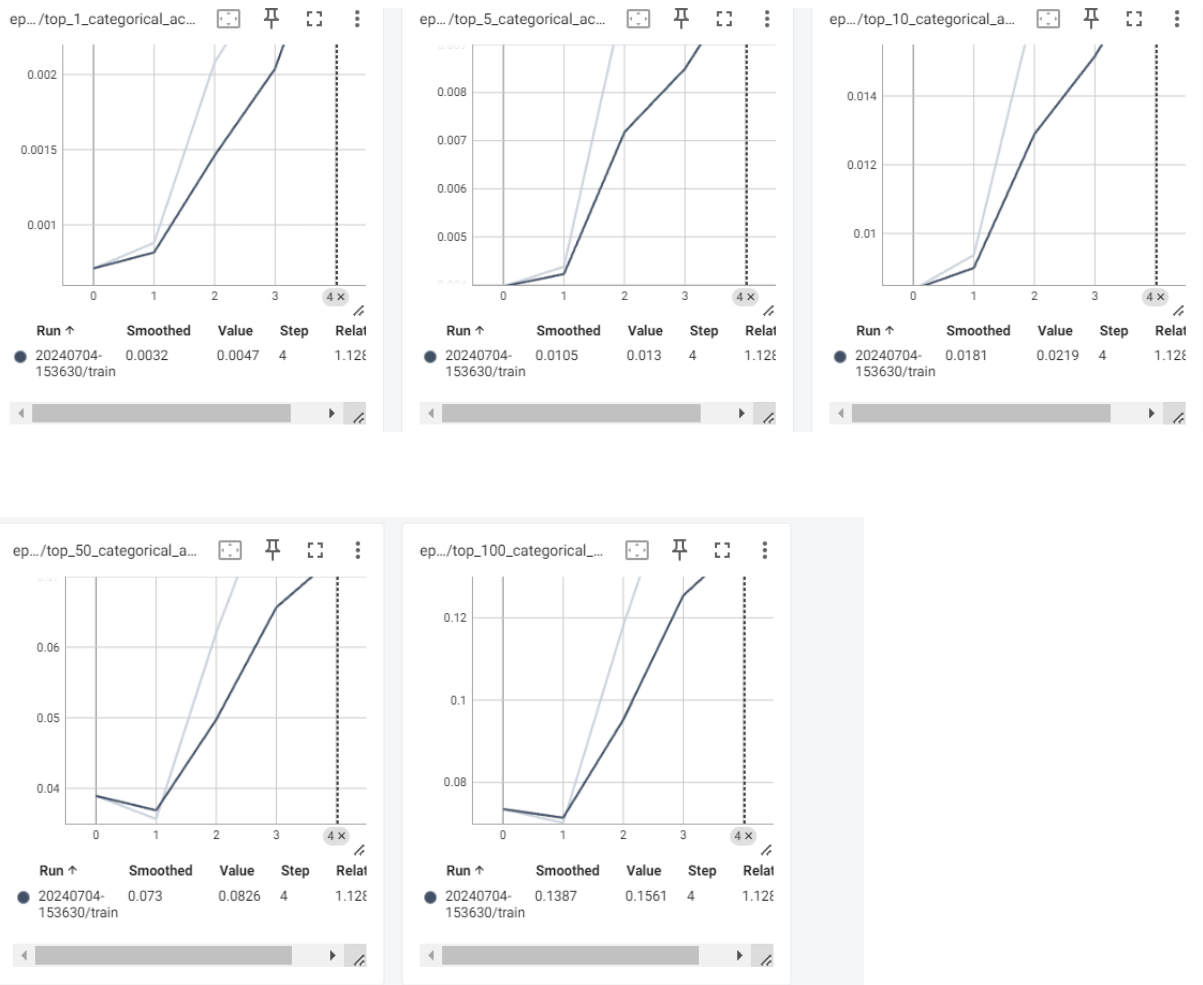 ep.../top_1_categorical_ac...
0.002
0.0015
0.001
0 1 2 3 4 ×
Run ↑ Smoothed Value Step Relat
20240704-153630/train 0.0032 0.0047 4 1.128
ep.../top_5_categorical_ac...
0.008
0.007
0.006
0.005
0 1 2 3 4 ×
Run ↑ Smoothed Value Step Relat
20240704-153630/train 0.0105 0.013 4 1.128
ep.../top_10_categorical_a...
0.014
0.012
0.01
0 1 2 3 4 ×
Run ↑ Smoothed Value Step Relat
20240704-153630/train 0.0181 0.0219 4 1.128
ep.../top_50_categorical_a...
0.06
0.05
0.04
0 1 2 3 4 ×
Run ↑ Smoothed Value Step Relat
20240704-153630/train 0.073 0.0826 4 1.128
ep.../top_100_categorical_...
0.12
0.1
0.08
0 1 2 3 4 ×
Run ↑ Smoothed Value Step Relat
20240704-153630/train 0.1387 0.1561 4 1.128